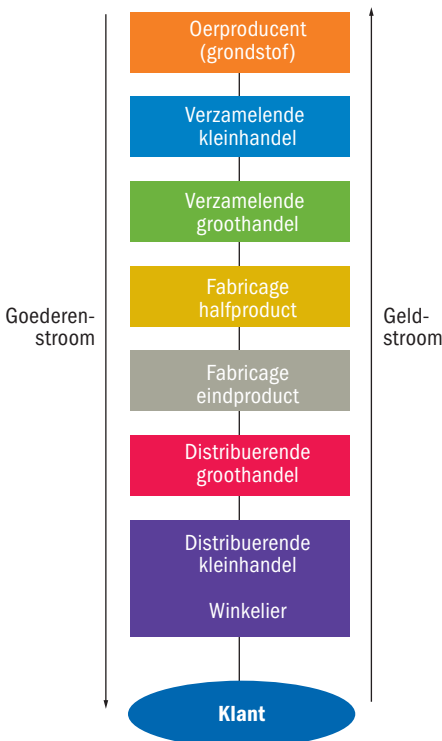 Oerproducent
(grondstof)
Verzamelende
kleinhandel
Verzamelende
groothandel
Fabricage
halfproduct
Goederen-
stroom
Geld-
stroom
Fabricage
eindproduct
Distribuerende
groothandel
Distribuerende
kleinhandel
Winkelier
Klant